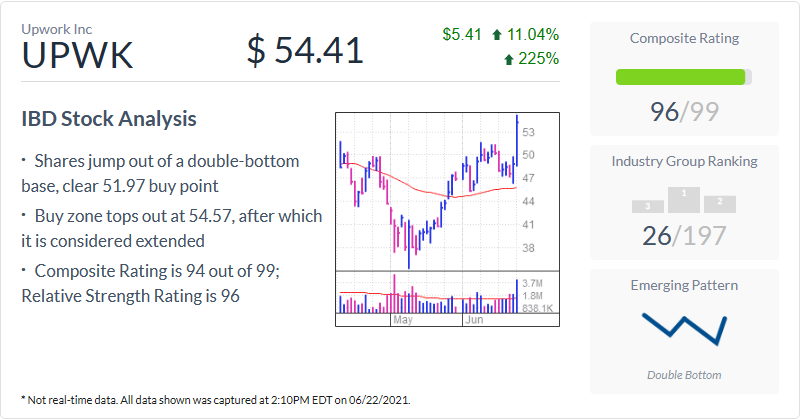 Upwork Inc
UPWK
$ 54.41
$5.41 11.04%
225%
IBD Stock Analysis
· Shares jump out of a double-bottom
base, clear 51.97 buy point
· Buy zone tops out at 54.57, after which
it is considered extended
· Composite Rating is 94 out of 99;
Relative Strength Rating is 96
53
50
47
44
41
38
3.7M
1.8M
838.1K
May Jun
Composite Rating
96/99
Industry Group Ranking
3 1 2
26/197
Emerging Pattern
Double Bottom
* Not real-time data. All data shown was captured at 2:10PM EDT on 06/22/2021.